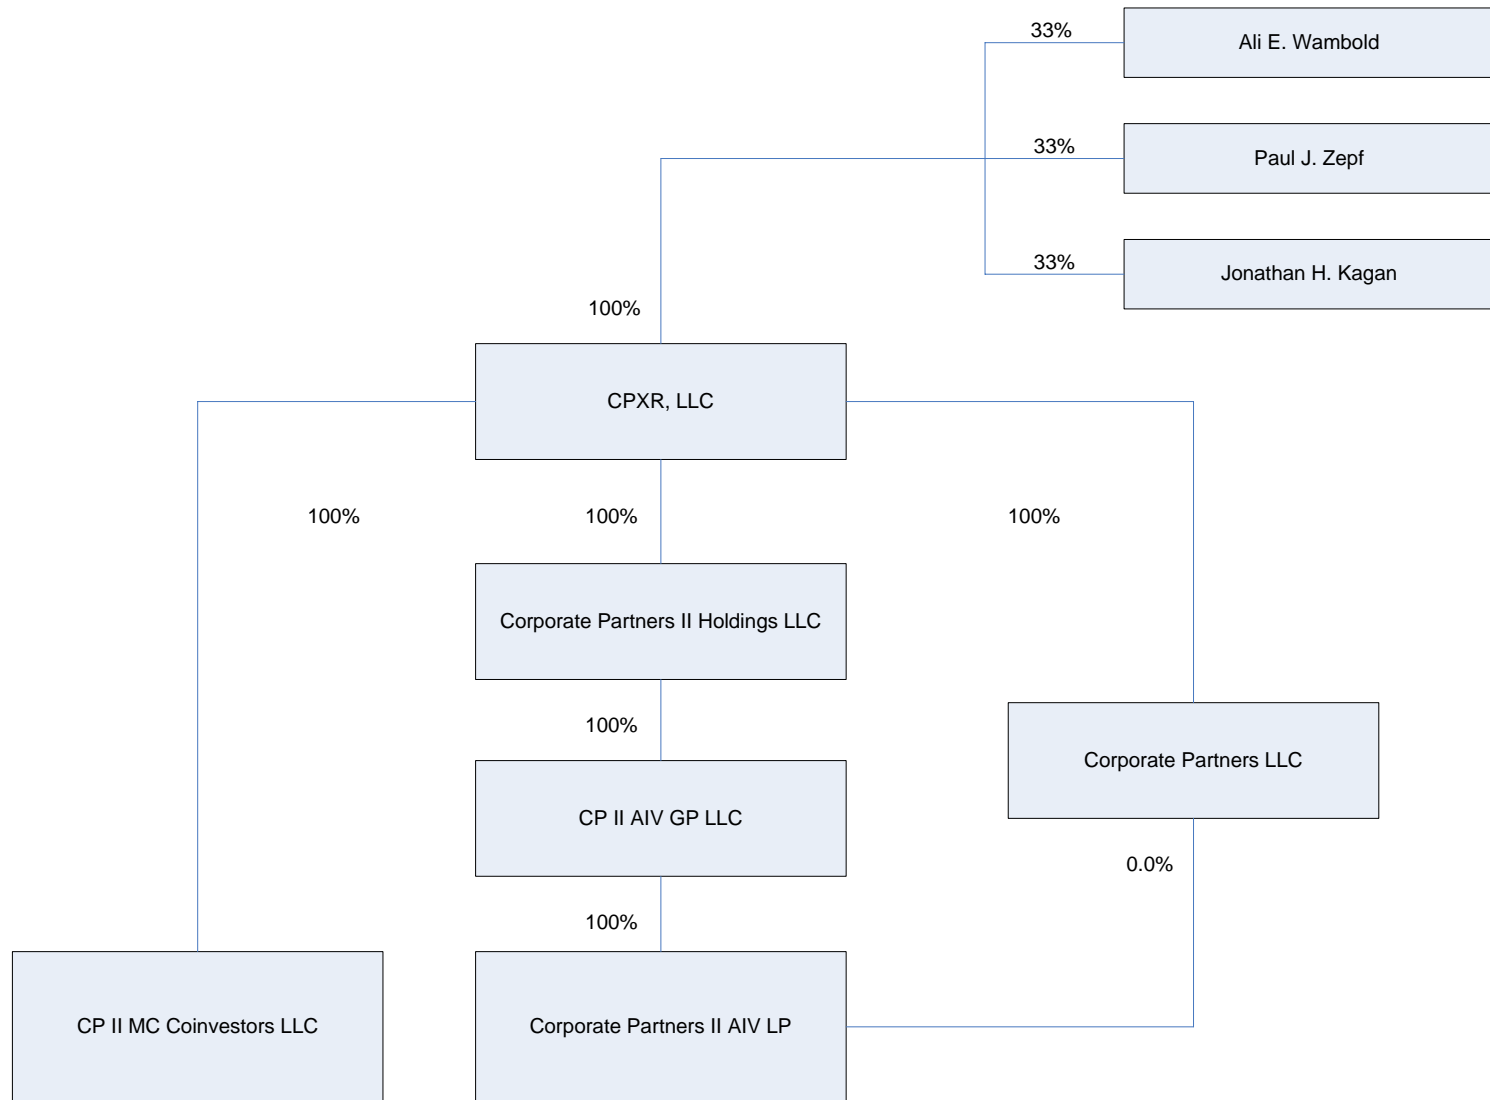 33%
Ali E. Wambold
33%
Paul J. Zepf
33%
Jonathan H. Kagan
100%
CPXR, LLC
100%
100%
100%
Corporate Partners II Holdings LLC
100%
Corporate Partners LLC
CP II AIV GP LLC
0.0%
100%
CP II MC Coinvestors LLC
Corporate Partners II AIV LP